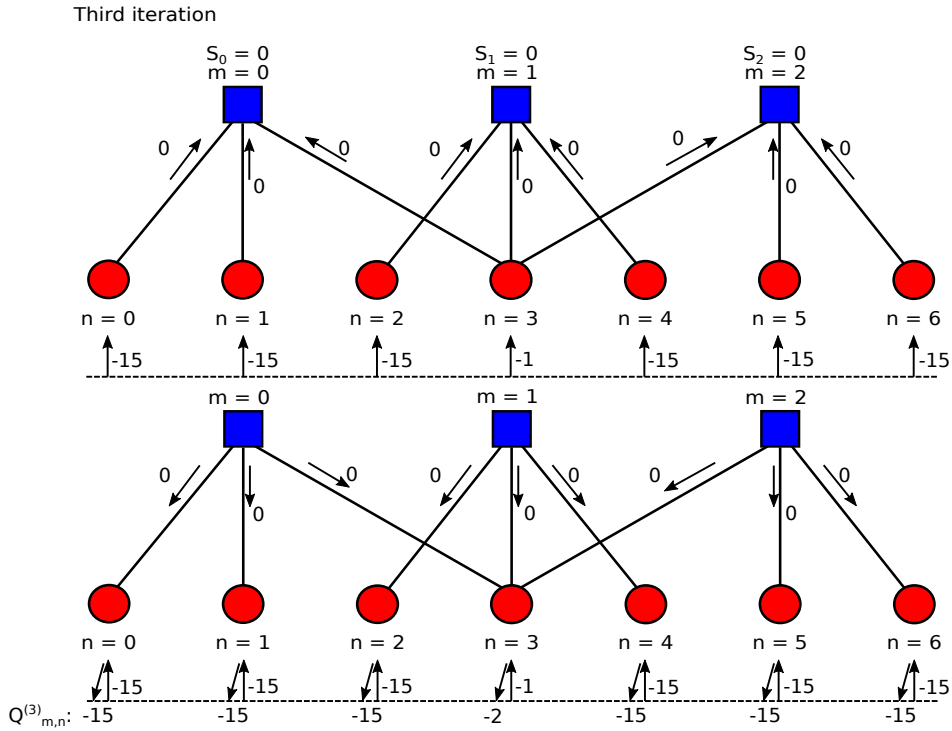 Third iteration
S0 = 0 S1 = 0 S2 = 0
m = 0 m = 1 m = 2
0 0 0 0 0 0
0 0 0
n = 0 n = 1 n = 2 n = 3 n = 4 n = 5 n = 6
-15 -15 -15 -1 -15 -15 -15
m = 0 m = 1 m = 2
0 0 0 0 0 0
0 0 0
n = 0 n = 1 n = 2 n = 3 n = 4 n = 5 n = 6
-15 -15 -15 -1 -15 -15 -15
Q(3)m,n: -15 -15 -15 -2 -15 -15 -15